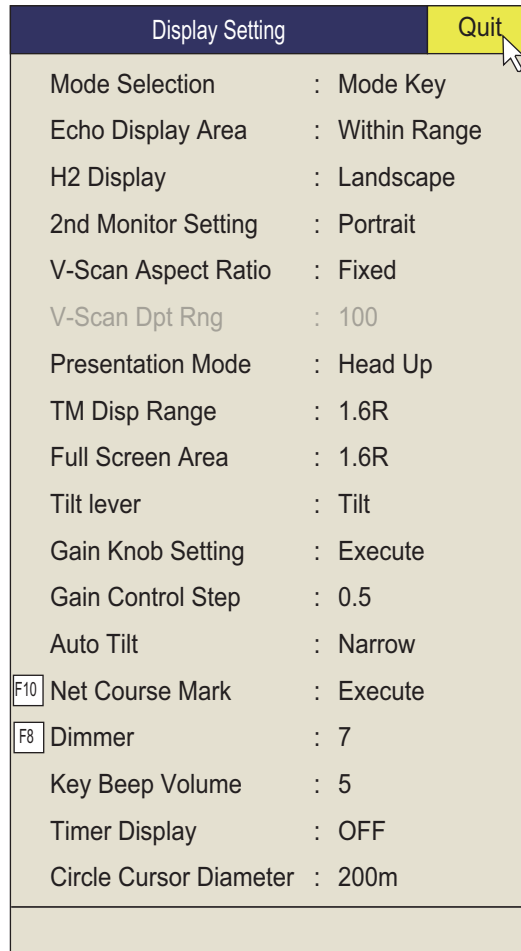 Display Setting Quit
Mode Selection : Mode Key
Echo Display Area : Within Range
H2 Display : Landscape
2nd Monitor Setting : Portrait
V-Scan Aspect Ratio : Fixed
V-Scan Dpt Rng : 100
Presentation Mode : Head Up
TM Disp Range : 1.6R
Full Screen Area : 1.6R
Tilt lever : Tilt
Gain Knob Setting : Execute
Gain Control Step : 0.5
Auto Tilt : Narrow
F10 Net Course Mark : Execute
F8 Dimmer : 7
Key Beep Volume : 5
Timer Display : OFF
Circle Cursor Diameter : 200m